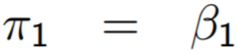 π₁ = β₁